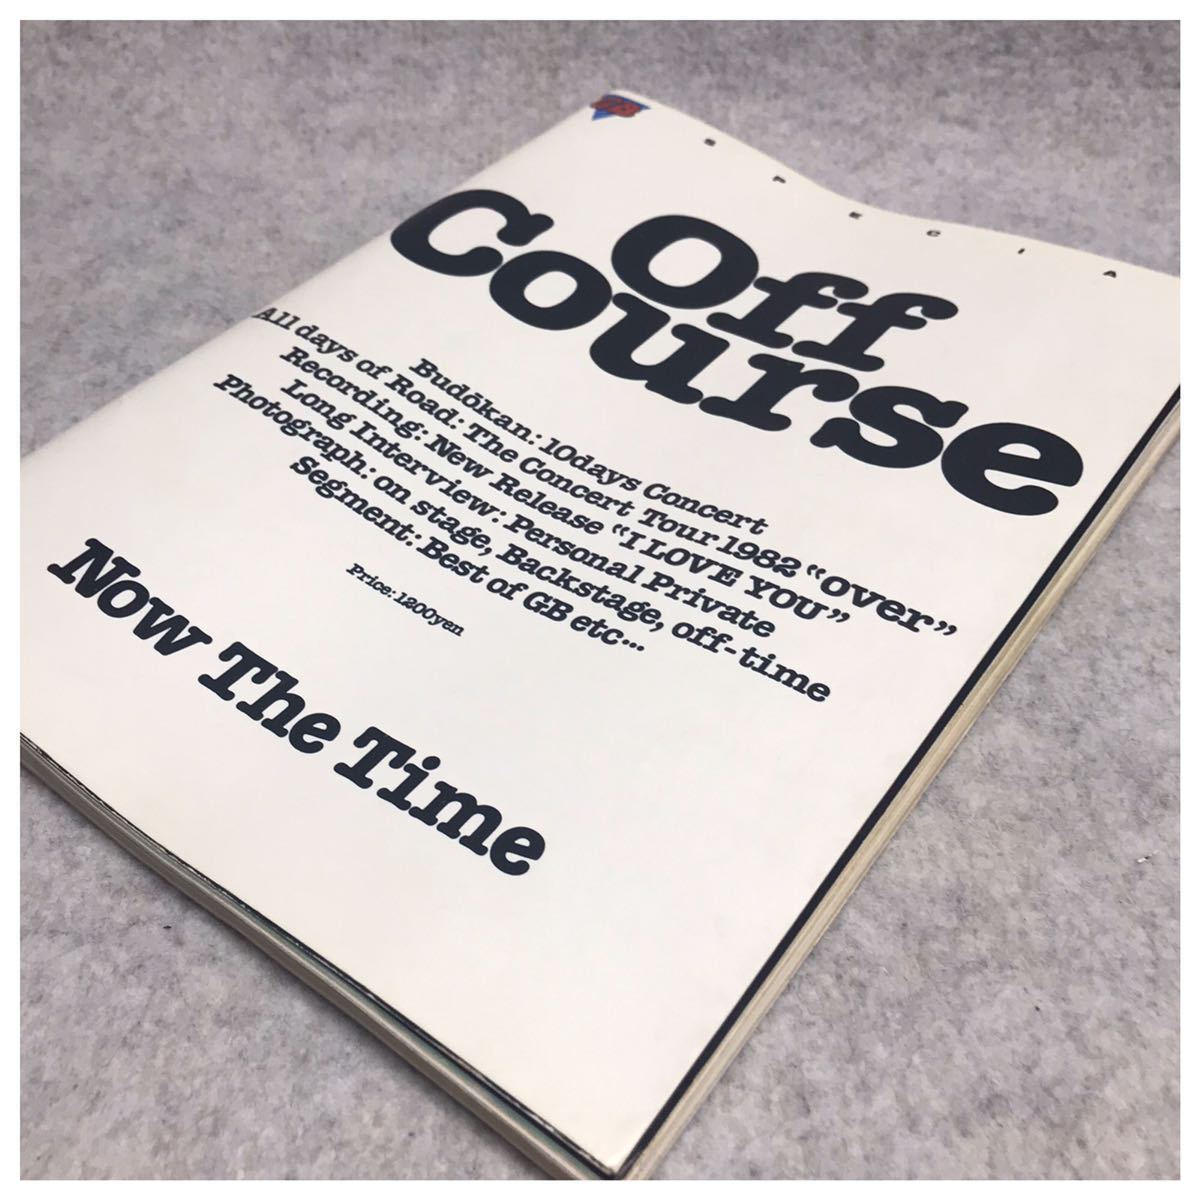 GB
SPECIA
Off
Course
Budōkan: 10days Concert
All days of Road: The Concert Tour 1982 "over"
Recording: New Release "I LOVE YOU"
Long Interview: Personal Private
Photograph: on stage, Backstage, off-time
Segment: Best of GB etc...
Price: 1200yen
Now The Time